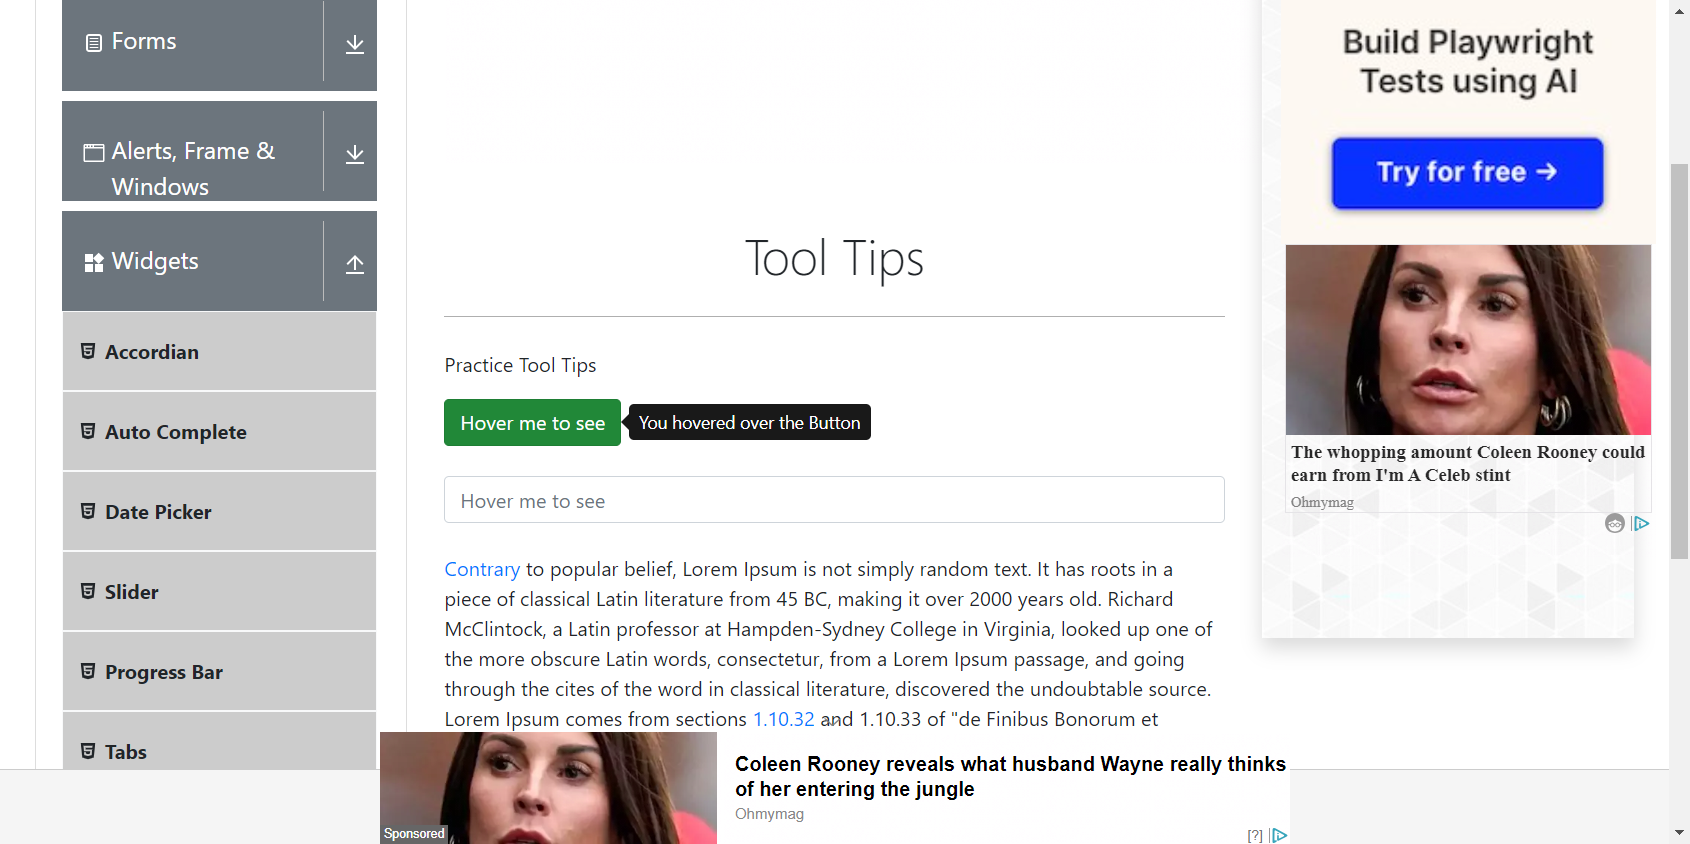 Forms
Alerts, Frame &
Windows
Widgets
Accordian
Auto Complete
Date Picker
Slider
Progress Bar
Tabs
Tool Tips
Practice Tool Tips
Hover me to see
You hovered over the Button
Hover me to see
Contrary to popular belief, Lorem Ipsum is not simply random text. It has roots in a
piece of classical Latin literature from 45 BC, making it over 2000 years old. Richard
McClintock, a Latin professor at Hampden-Sydney College in Virginia, looked up one of
the more obscure Latin words, consectetur, from a Lorem Ipsum passage, and going
through the cites of the word in classical literature, discovered the undoubtable source.
Lorem Ipsum comes from sections 1.10.32 and 1.10.33 of "de Finibus Bonorum et
Build Playwright
Tests using AI
Try for free →
The whopping amount Coleen Rooney could
earn from I'm A Celeb stint
Ohmymag
Sponsored
Coleen Rooney reveals what husband Wayne really thinks
of her entering the jungle
Ohmymag
[?]